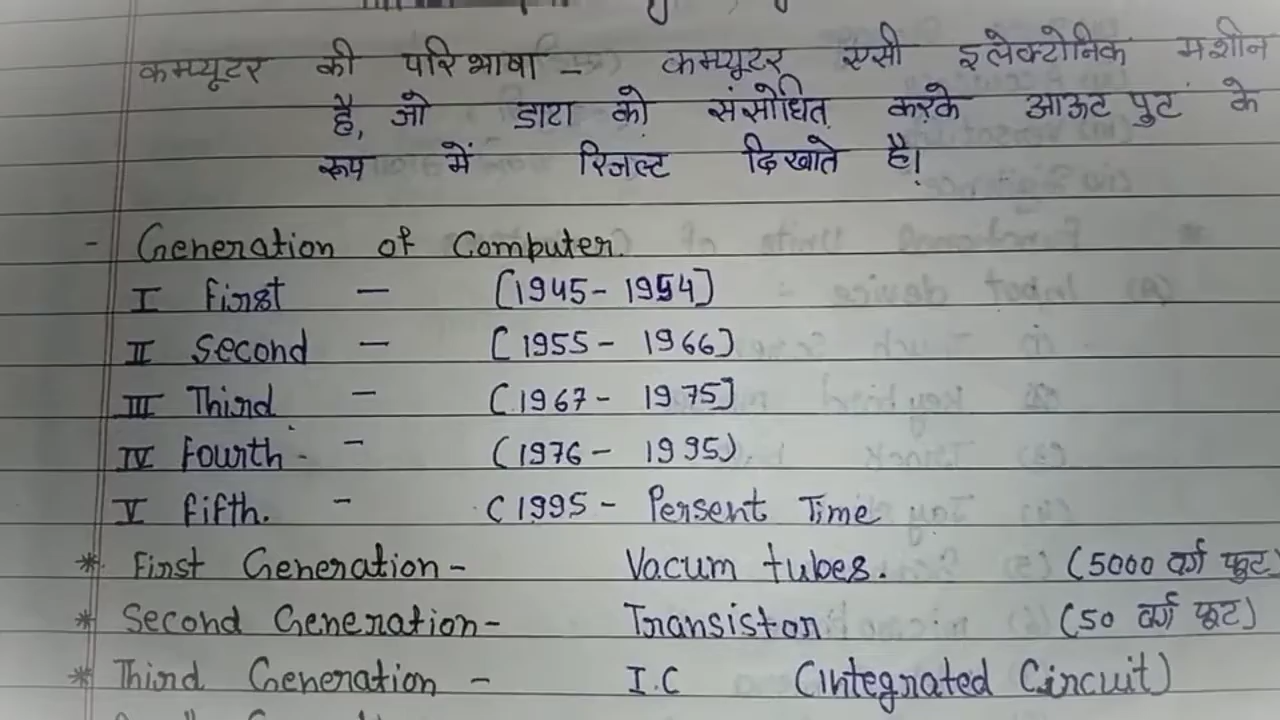 कम्प्यूटर की परिभाषा - कम्प्यूटर एसी इलेक्टोनिक मशीन
है, जो डाटा को संसोधित करके आऊट पुट के
रूप में रिजल्ट दिखाते है।
- Generation of Computer.
I First - [1945 - 1954]
II Second - [1955 - 1966]
III Third - [1967 - 1975]
IV Fourth - (1976 - 1995)
V Fifth. - (1995 - Persent Time
* First Generation - Vacum tubes. (5000 वर्ग फूट)
* Second Generation - Transistor (50 वर्ग फूट)
* Third Generation - I.C (Integrated Circuit)